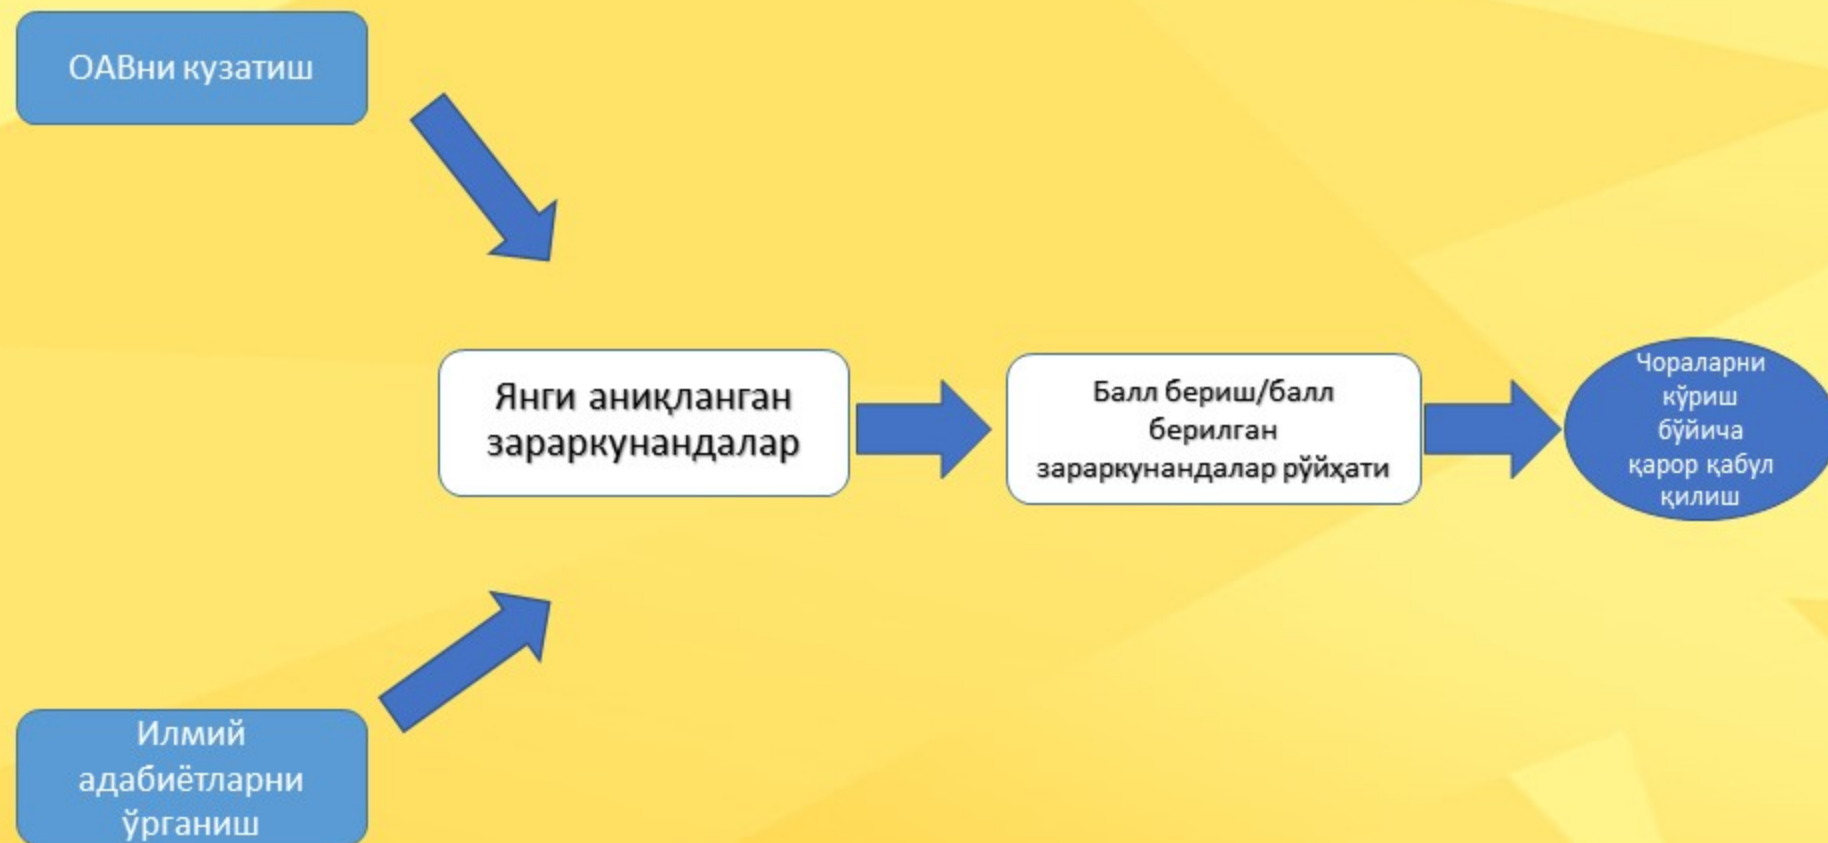 ОАВни кузатиш
Янги аниқланган
зараркунандалар
Балл бериш/балл
берилган
зараркунандалар рўйҳати
Чораларни
кўриш
бўйича
қарор қабул
қилиш
Илмий
адабиётларни
ўрганиш